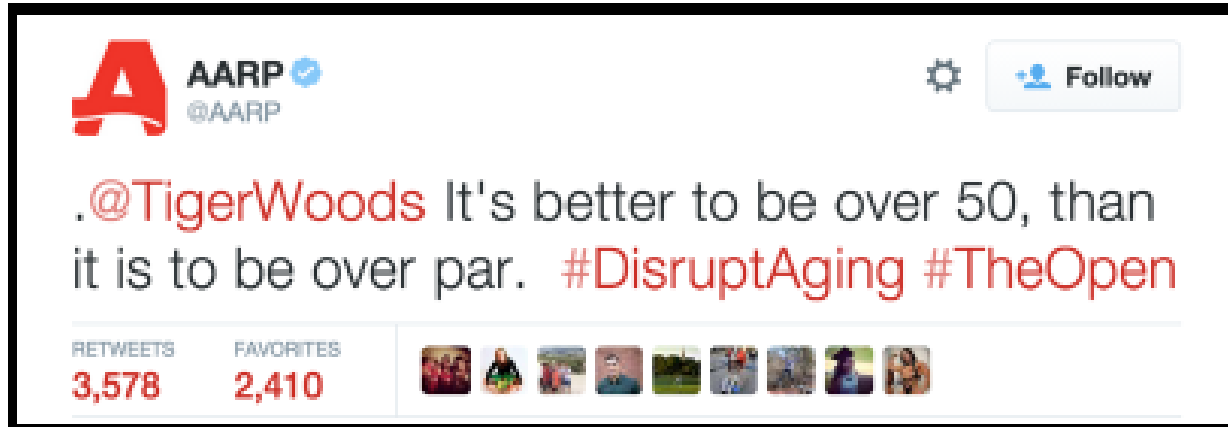 AARP
@AARP
Follow
.@TigerWoods It's better to be over 50, than
it is to be over par. #DisruptAging #TheOpen
RETWEETS FAVORITES
3,578 2,410